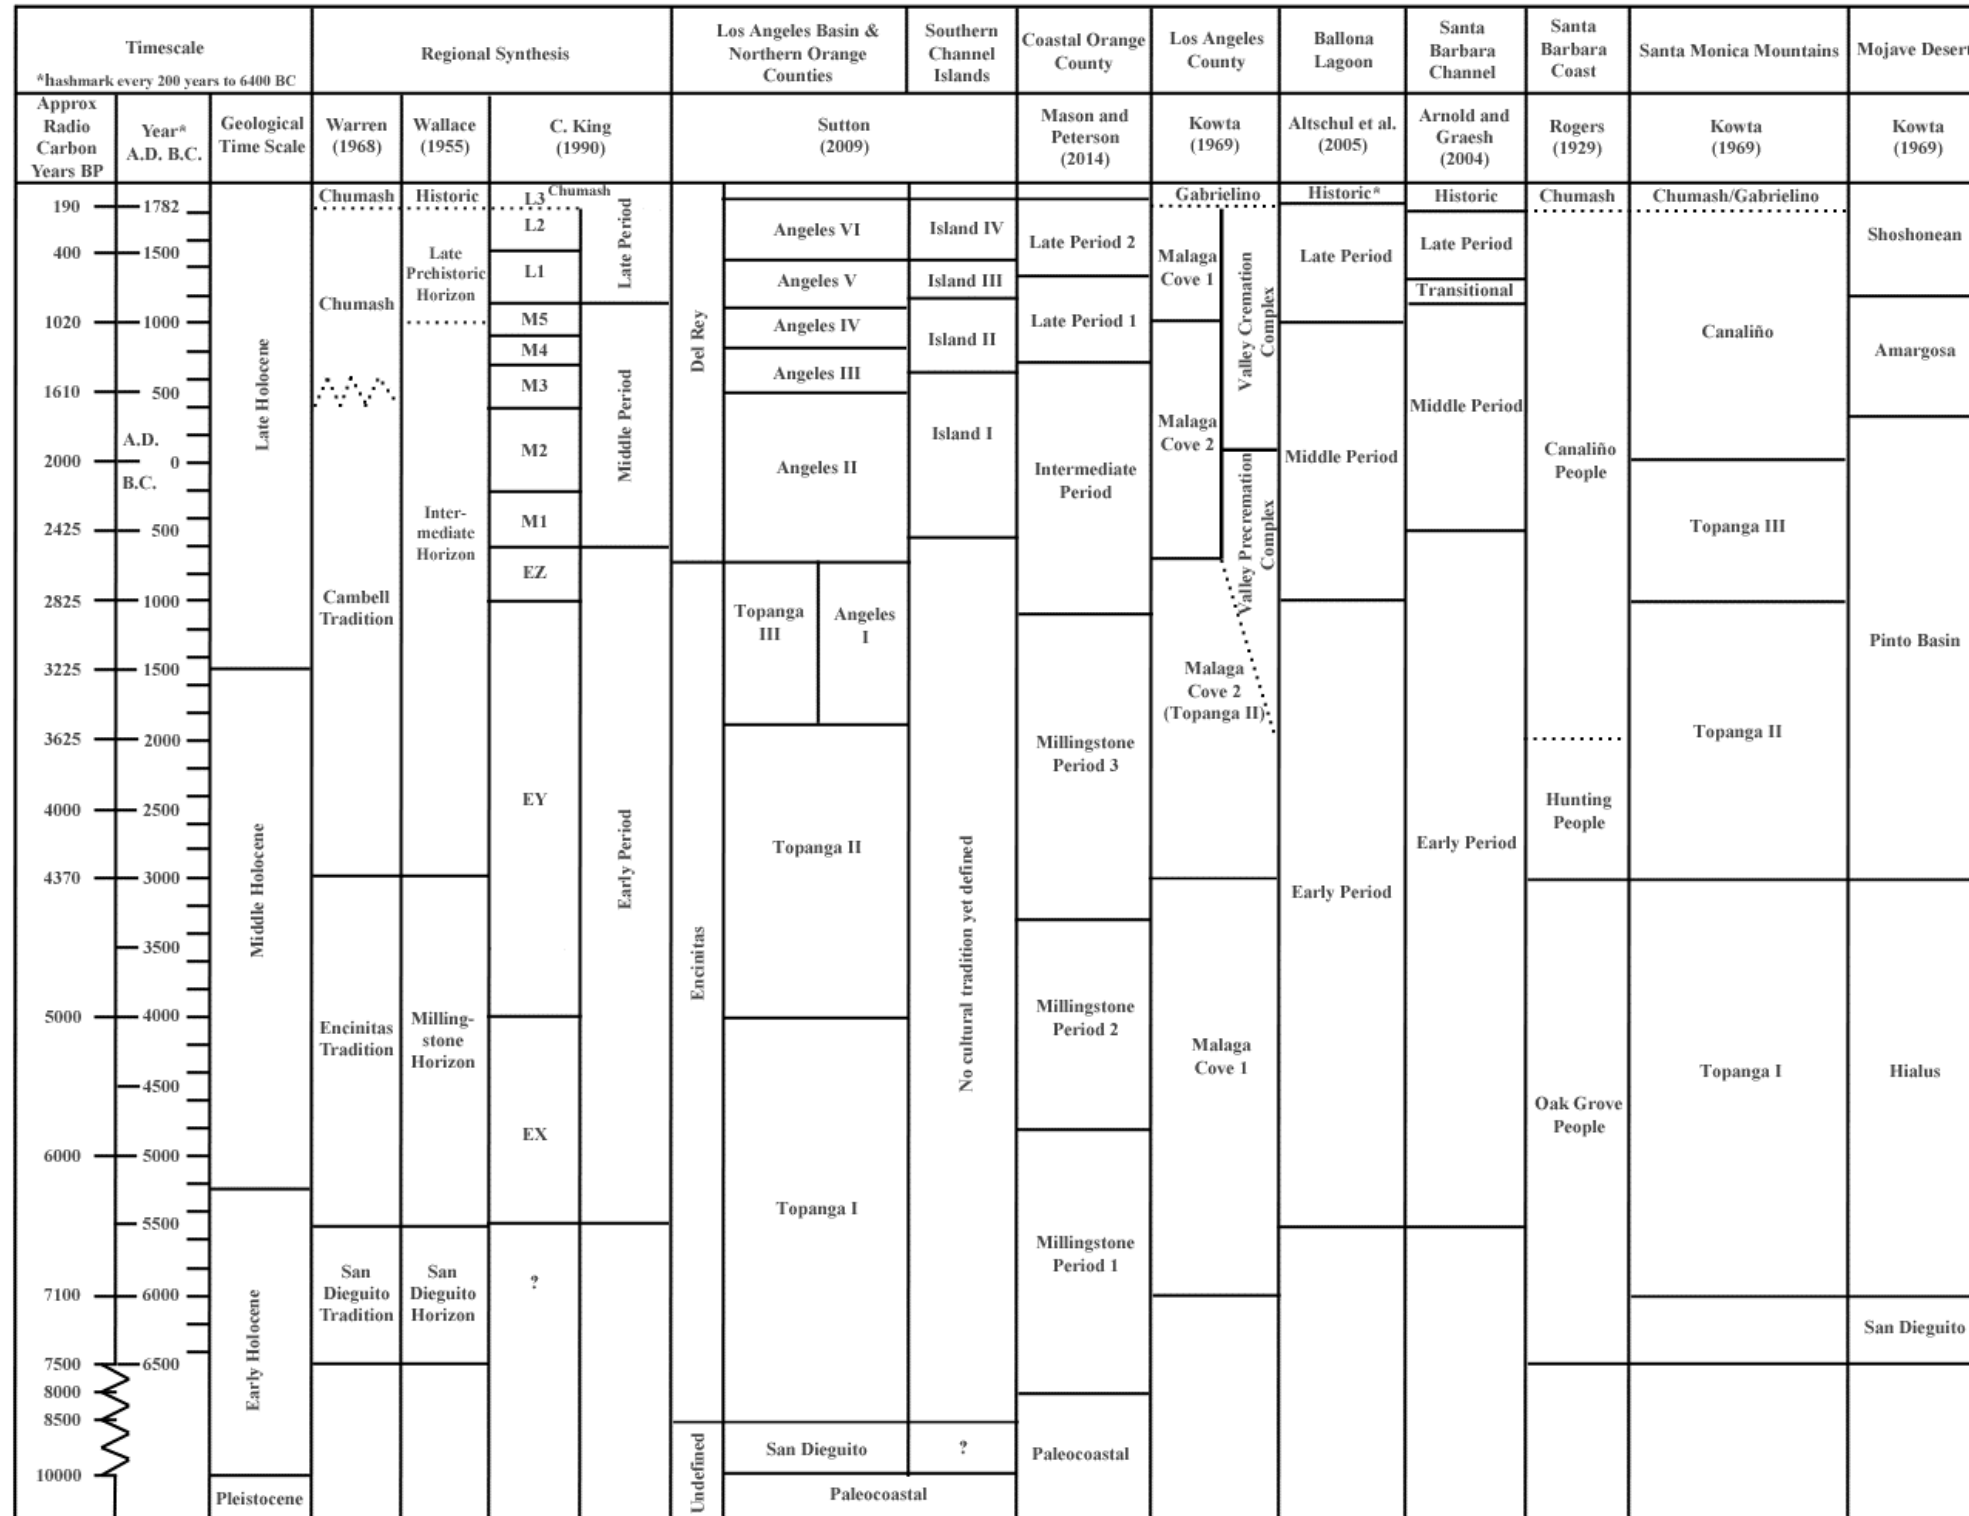 Timescale
*hashmark every 200 years to 6400 BC
Regional Synthesis
Los Angeles Basin &
Northern Orange
Counties
Southern
Channel
Islands
Coastal Orange
County
Los Angeles
County
Ballona
Lagoon
Santa
Barbara
Channel
Santa
Barbara
Coast
Santa Monica Mountains
Mojave Desert
Approx
Radio
Carbon
Years BP
Year*
A.D. B.C.
Geological
Time Scale
Warren
(1968)
Wallace
(1955)
C. King
(1990)
Sutton
(2009)
Mason and
Peterson
(2014)
Kowta
(1969)
Altschul et al.
(2005)
Arnold and
Graesh
(2004)
Rogers
(1929)
Kowta
(1969)
Kowta
(1969)
190
400
1020
1610
2000
2425
2825
3225
3625
4000
4370
5000
6000
7100
7500
8000
8500
10000
1782
1500
1000
500
A.D.
0
B.C.
500
1000
1500
2000
2500
3000
3500
4000
4500
5000
5500
6000
6500
Late Holocene
Middle Holocene
Early Holocene
Pleistocene
Chumash
Chumash
Cambell
Tradition
Encinitas
Tradition
San
Dieguito
Tradition
Historic
Late
Prehistoric
Horizon
Inter-
mediate
Horizon
Milling-
stone
Horizon
San
Dieguito
Horizon
L3
Chumash
L2
L1
M5
M4
M3
M2
M1
EZ
EY
EX
?
Late Period
Middle Period
Early Period
Del Rey
Encinitas
Undefined
Angeles VI
Angeles V
Angeles IV
Angeles III
Angeles II
Topanga
III
Angeles
I
Topanga II
Topanga I
San Dieguito
Paleocoastal
Island IV
Island III
Island II
Island I
No cultural tradition yet defined
?
Late Period 2
Late Period 1
Intermediate
Period
Millingstone
Period 3
Millingstone
Period 2
Millingstone
Period 1
Paleocoastal
Gabrielino
Malaga
Cove 1
Malaga
Cove 2
Valley Cremation
Complex
Valley Precremation
Complex
Malaga
Cove 2
(Topanga II)
Malaga
Cove 1
Historic*
Late Period
Middle Period
Early Period
Historic
Late Period
Transitional
Middle Period
Early Period
Chumash
Canaliño
People
Hunting
People
Oak Grove
People
Chumash/Gabrielino
Canaliño
Topanga III
Topanga II
Topanga I
Shoshonean
Amargosa
Pinto Basin
Hialus
San Dieguito